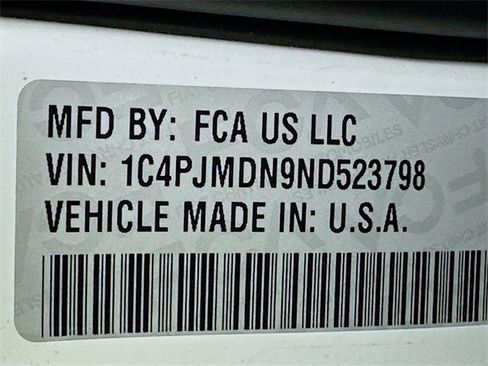 MFD BY: FCA US LLC
VIN: 1C4PJMDN9ND523798
VEHICLE MADE IN: U.S.A.